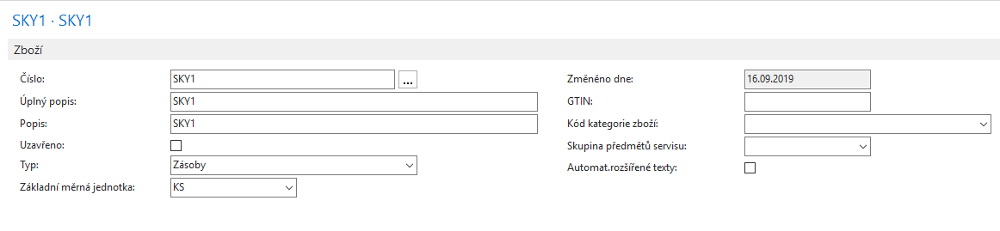 SKY1 · SKY1
Zboží
Číslo: SKY1 ...
Úplný popis: SKY1
Popis: SKY1
Uzavřeno:
Typ: Zásoby
Základní měrná jednotka: KS
Změněno dne: 16.09.2019
GTIN:
Kód kategorie zboží:
Skupina předmětů servisu:
Automat.rozšířené texty: